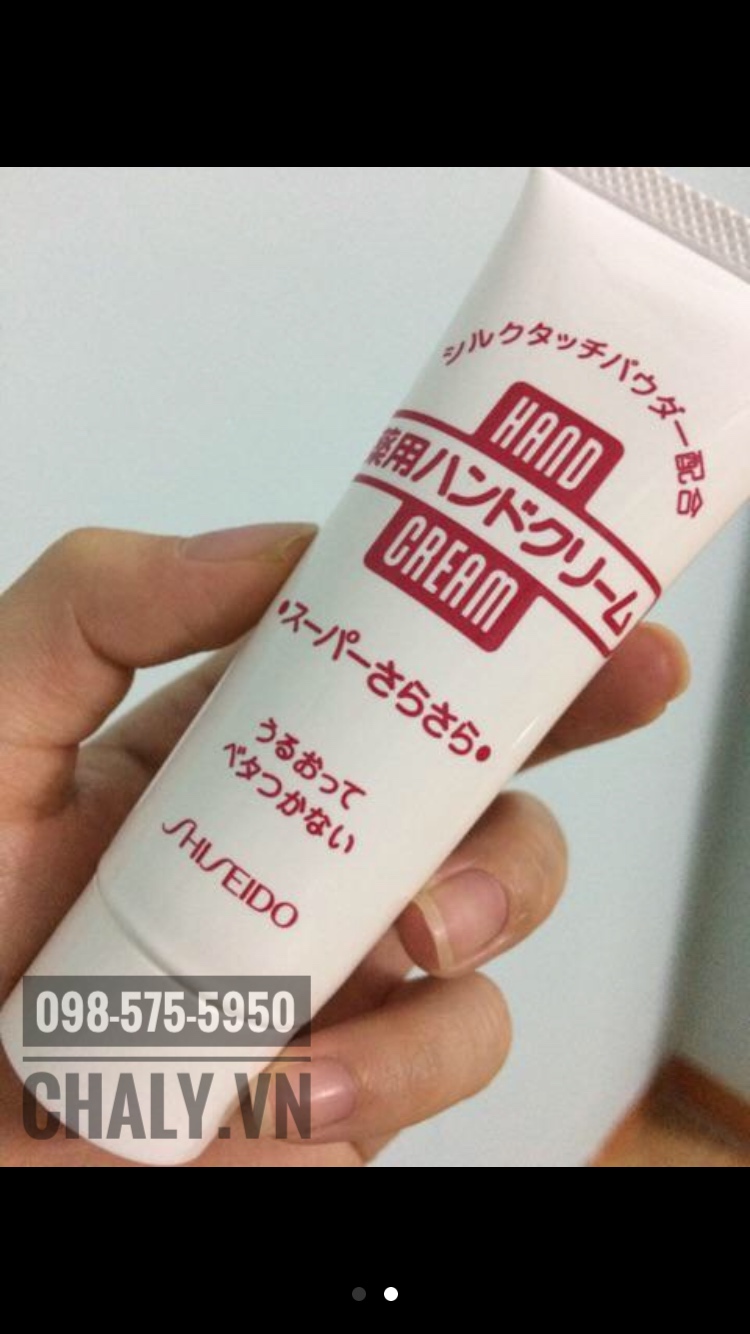 シルクタッチパウダー配合
HAND
薬用ハンドクリーム
CREAM
•スーパーさらさら•
うるおって
ベタつかない
SHISEIDO
098-575-5950
CHALY.VN